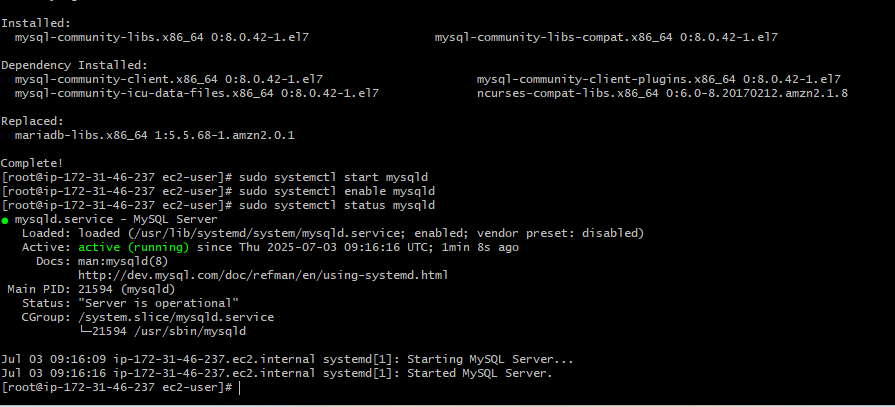 Installed:
mysql-community-libs.x86_64 0:8.0.42-1.el7 mysql-community-libs-compat.x86_64 0:8.0.42-1.el7
Dependency Installed:
mysql-community-client.x86_64 0:8.0.42-1.el7 mysql-community-client-plugins.x86_64 0:8.0.42-1.el7
mysql-community-icu-data-files.x86_64 0:8.0.42-1.el7 ncurses-compat-libs.x86_64 0:6.0-8.20170212.amzn2.1.8
Replaced:
mariadb-libs.x86_64 1:5.5.68-1.amzn2.0.1
Complete!
[root@ip-172-31-46-237 ec2-user]# sudo systemctl start mysqld
[root@ip-172-31-46-237 ec2-user]# sudo systemctl enable mysqld
[root@ip-172-31-46-237 ec2-user]# sudo systemctl status mysqld
● mysqld.service - MySQL Server
Loaded: loaded (/usr/lib/systemd/system/mysqld.service; enabled; vendor preset: disabled)
Active: active (running) since Thu 2025-07-03 09:16:16 UTC; 1min 8s ago
Docs: man:mysqld(8)
http://dev.mysql.com/doc/refman/en/using-systemd.html
Main PID: 21594 (mysqld)
Status: "Server is operational"
CGroup: /system.slice/mysqld.service
└─21594 /usr/sbin/mysqld
Jul 03 09:16:09 ip-172-31-46-237.ec2.internal systemd[1]: Starting MySQL Server...
Jul 03 09:16:16 ip-172-31-46-237.ec2.internal systemd[1]: Started MySQL Server.
[root@ip-172-31-46-237 ec2-user]#